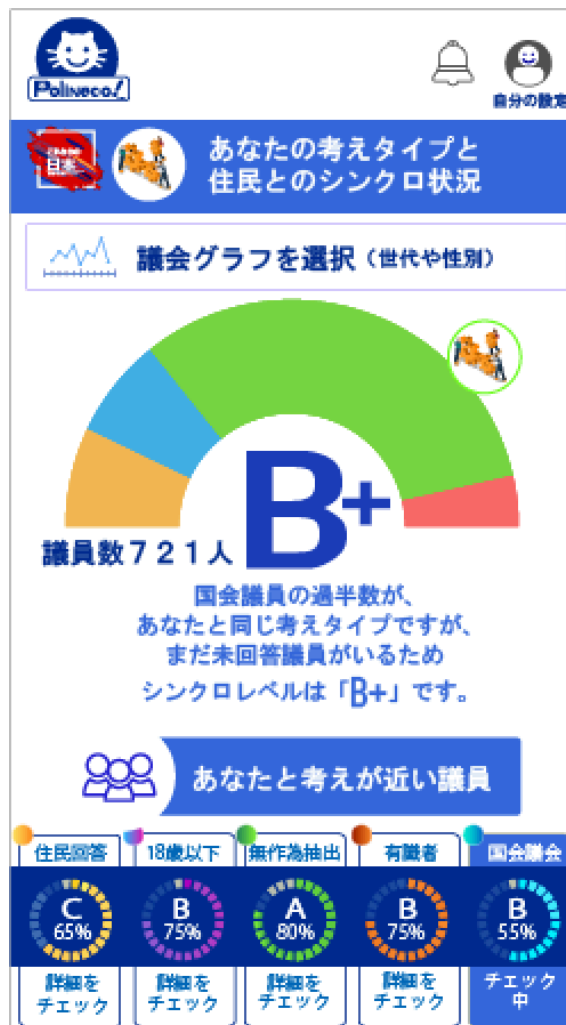 Polineco!
自分の設定
日本
あなたの考えタイプと
住民とのシンクロ状況
議会グラフを選択（世代や性別）
B+
議員数721人
国会議員の過半数が、
あなたと同じ考えタイプですが、
まだ未回答議員がいるため
シンクロレベルは「B+」です。
あなたと考えが近い議員
住民回答
18歳以下
無作為抽出
有識者
国会議会
C
65%
B
75%
A
80%
B
75%
B
55%
詳細を
チェック
詳細を
チェック
詳細を
チェック
詳細を
チェック
チェック
中